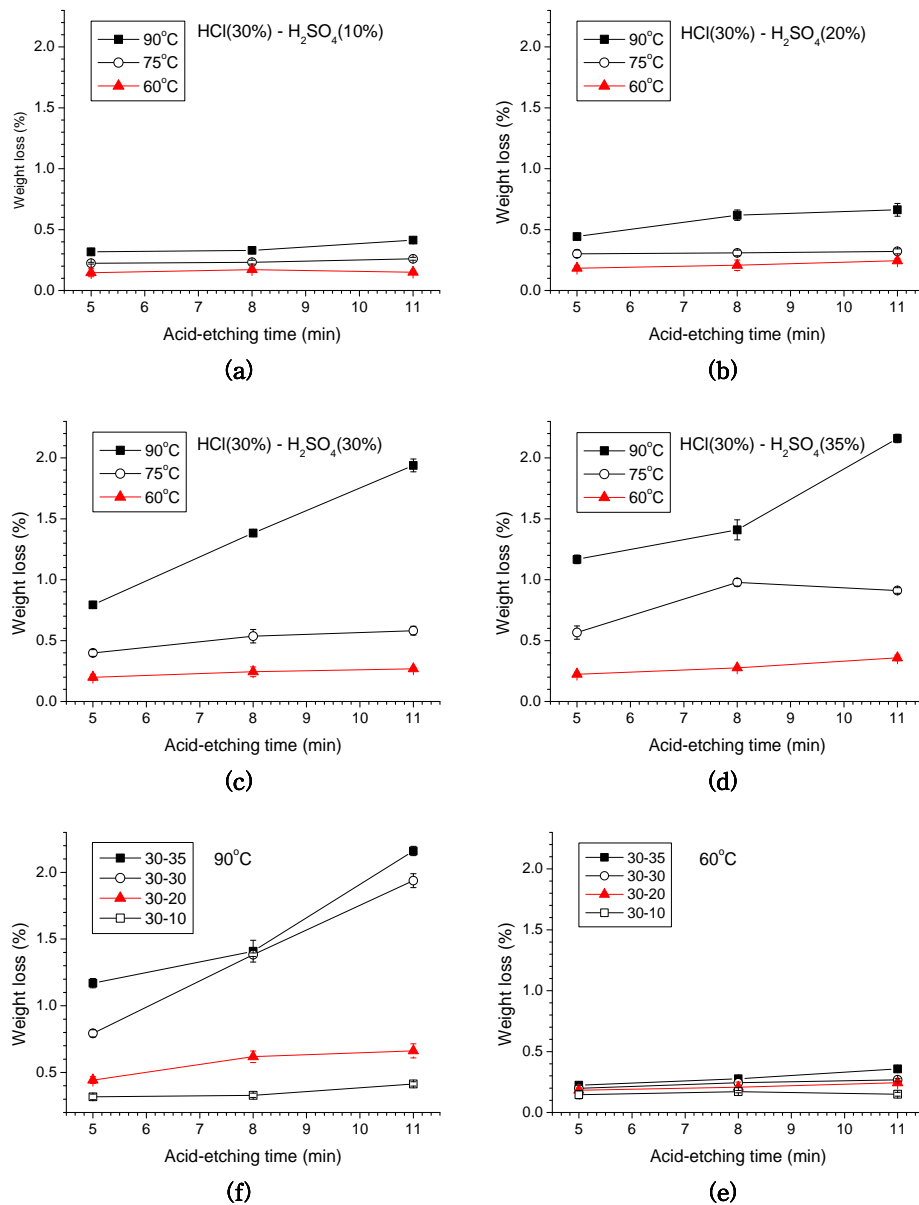 HCl(30%) - H2SO4(10%)
90°C
75°C
60°C
2.0
1.5
1.0
0.5
0.0
Weight loss (%)
5 6 7 8 9 10 11
Acid-etching time (min)
(a)
HCl(30%) - H2SO4(20%)
90°C
75°C
60°C
2.0
1.5
1.0
0.5
0.0
Weight loss (%)
5 6 7 8 9 10 11
Acid-etching time (min)
(b)
HCl(30%) - H2SO4(30%)
90°C
75°C
60°C
2.0
1.5
1.0
0.5
0.0
Weight loss (%)
5 6 7 8 9 10 11
Acid-etching time (min)
(c)
HCl(30%) - H2SO4(35%)
90°C
75°C
60°C
2.0
1.5
1.0
0.5
0.0
Weight loss (%)
5 6 7 8 9 10 11
Acid-etching time (min)
(d)
90°C
30-35
30-30
30-20
30-10
2.0
1.5
1.0
0.5
Weight loss (%)
5 6 7 8 9 10 11
Acid-etching time (min)
(f)
60°C
30-35
30-30
30-20
30-10
2.0
1.5
1.0
0.5
0.0
Weight loss (%)
5 6 7 8 9 10 11
Acid-etching time (min)
(e)